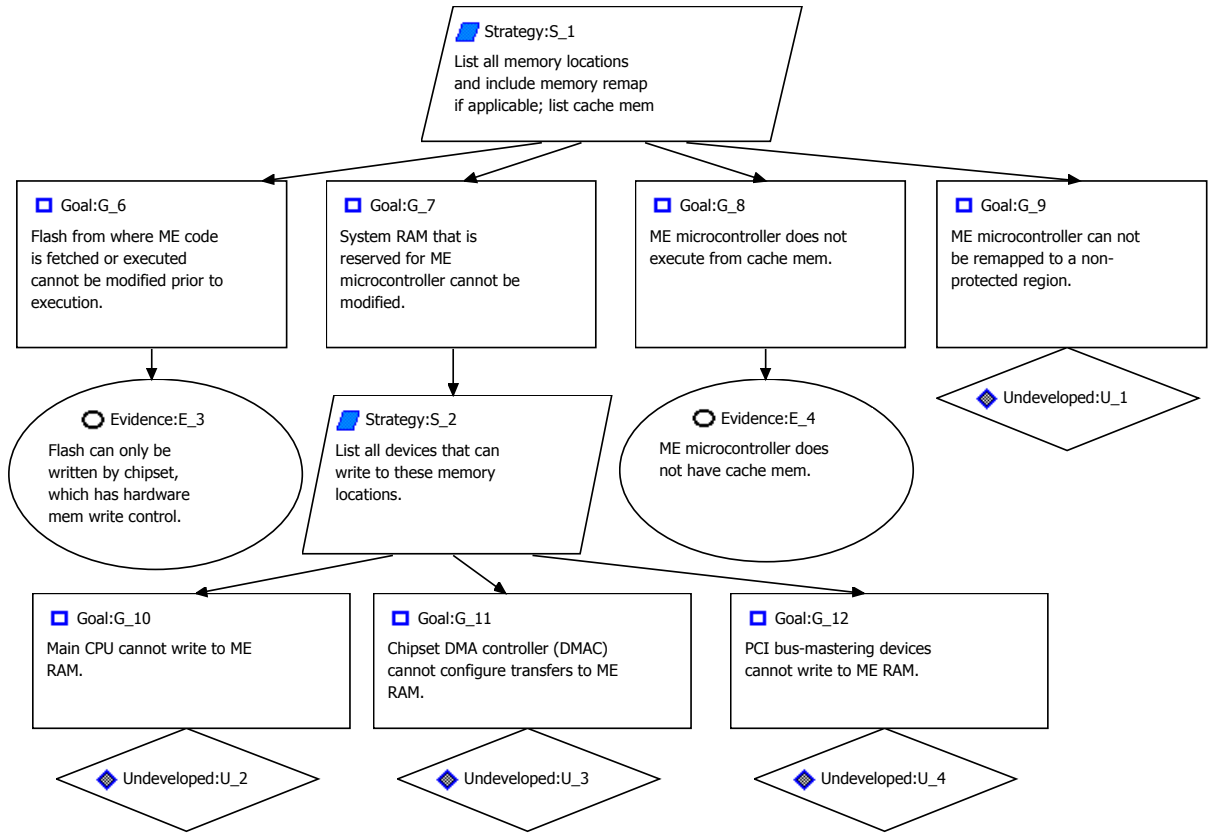 Strategy:S_1
List all memory locations
and include memory remap
if applicable; list cache mem
Goal:G_6
Flash from where ME code
is fetched or executed
cannot be modified prior to
execution.
Goal:G_7
System RAM that is
reserved for ME
microcontroller cannot be
modified.
Goal:G_8
ME microcontroller does not
execute from cache mem.
Goal:G_9
ME microcontroller can not
be remapped to a non-
protected region.
Evidence:E_3
Flash can only be
written by chipset,
which has hardware
mem write control.
Strategy:S_2
List all devices that can
write to these memory
locations.
Evidence:E_4
ME microcontroller does
not have cache mem.
Undeveloped:U_1
Goal:G_10
Main CPU cannot write to ME
RAM.
Goal:G_11
Chipset DMA controller (DMAC)
cannot configure transfers to ME
RAM.
Goal:G_12
PCI bus-mastering devices
cannot write to ME RAM.
Undeveloped:U_2
Undeveloped:U_3
Undeveloped:U_4